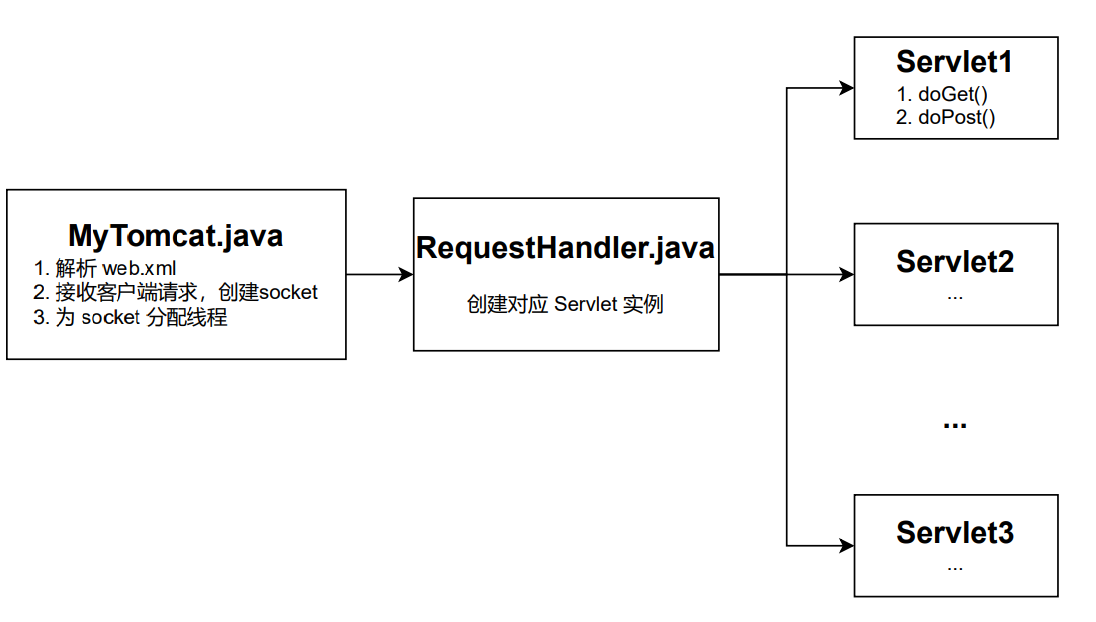 MyTomcat.java
1. 解析 web.xml
2. 接收客户端请求，创建socket
3. 为 socket 分配线程
RequestHandler.java
创建对应 Servlet 实例
Servlet1
1. doGet()
2. doPost()
Servlet2
...
...
Servlet3
...